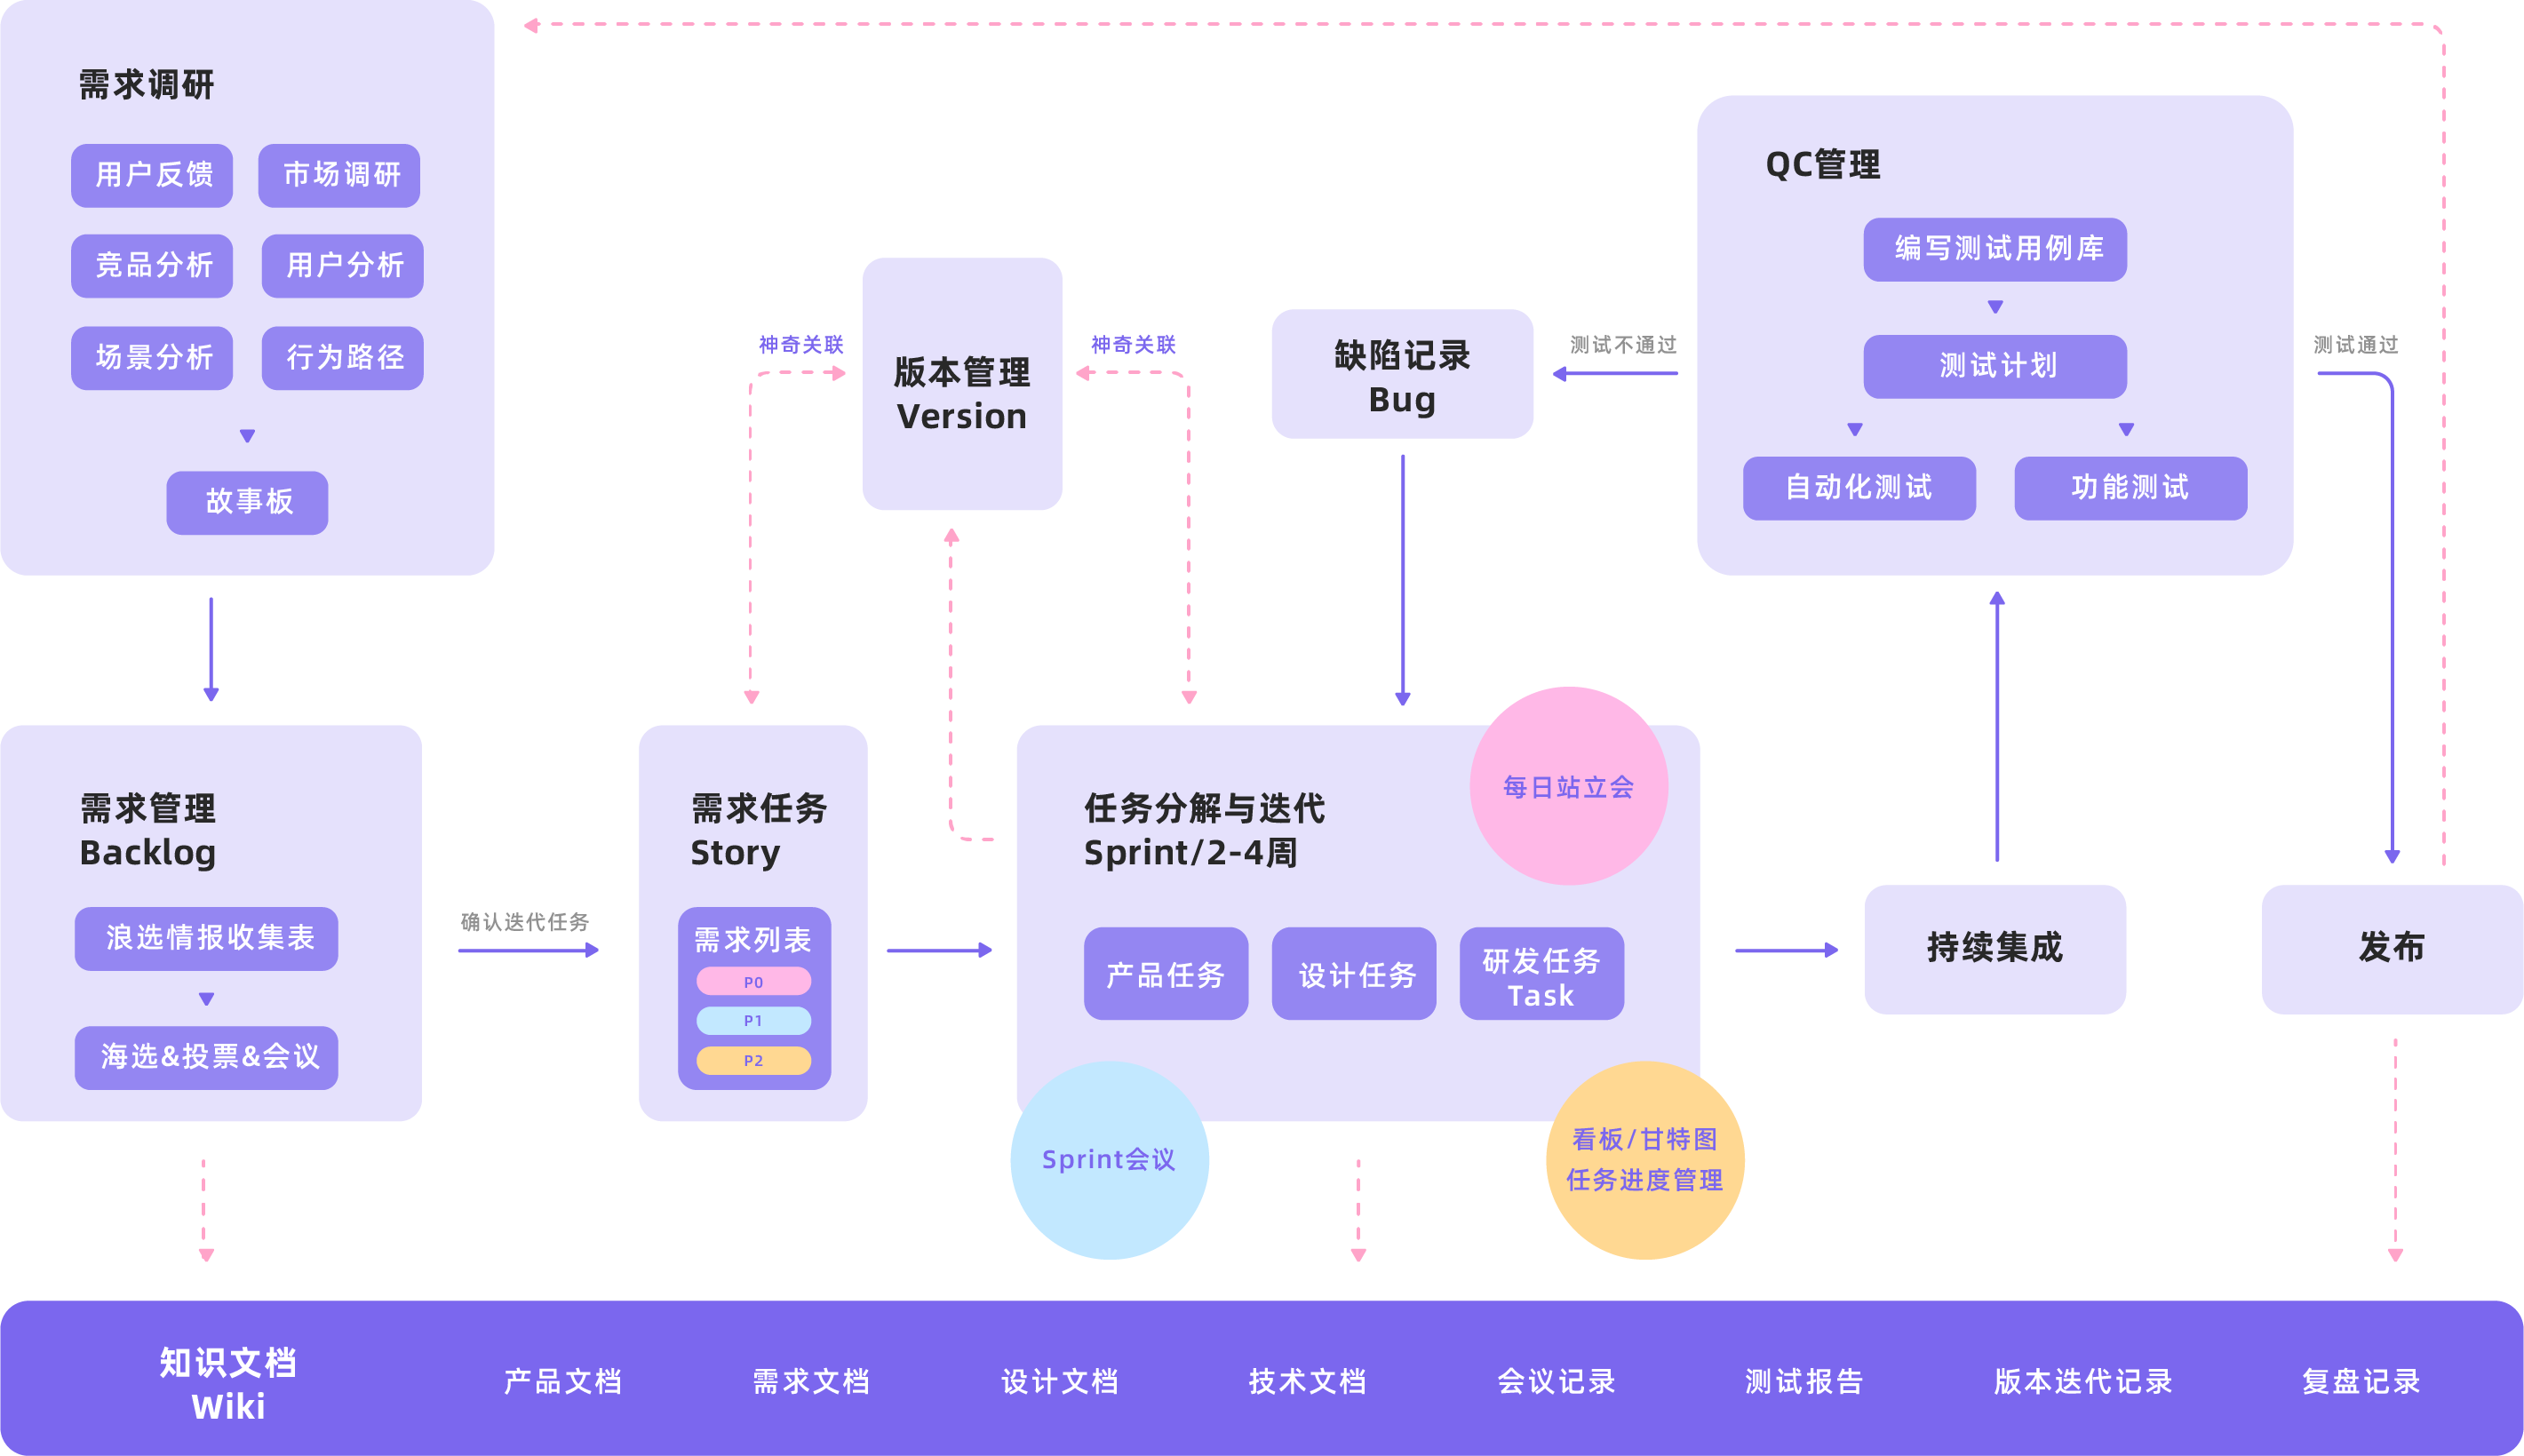 需求调研
用户反馈
市场调研
竞品分析
用户分析
场景分析
行为路径
故事板
神奇关联
版本管理
Version
神奇关联
缺陷记录
Bug
测试不通过
QC管理
编写测试用例库
测试计划
自动化测试
功能测试
测试通过
需求管理
Backlog
浪选情报收集表
海选&投票&会议
确认迭代任务
需求任务
Story
需求列表
P0
P1
P2
任务分解与迭代
Sprint/2-4周
每日站立会
产品任务
设计任务
研发任务
Task
Sprint会议
看板/甘特图
任务进度管理
持续集成
发布
知识文档
Wiki
产品文档
需求文档
设计文档
技术文档
会议记录
测试报告
版本迭代记录
复盘记录